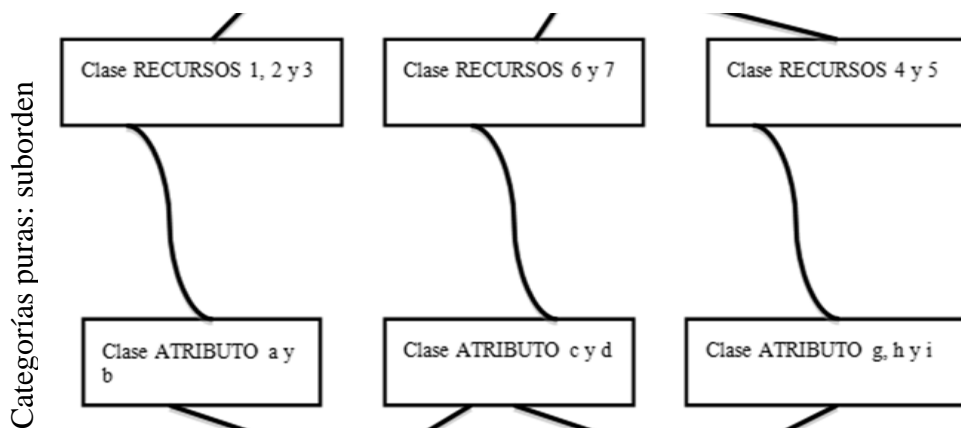 Categorías puras: suborden
Clase RECURSOS 1, 2 y 3
Clase RECURSOS 6 y 7
Clase RECURSOS 4 y 5
Clase ATRIBUTO a y
b
Clase ATRIBUTO c y d
Clase ATRIBUTO g, h y i